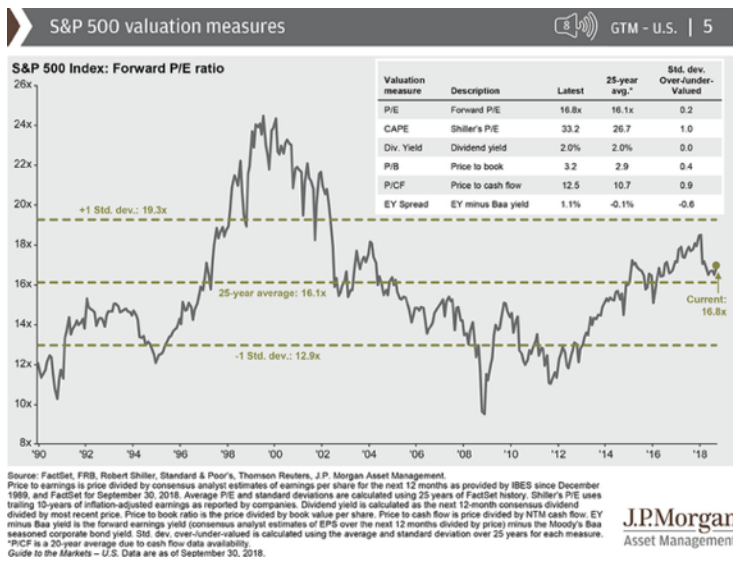 S&P 500 valuation measures
8
GTM – U.S. | 5
S&P 500 Index: Forward P/E ratio
26x
24x
22x
20x
18x
16x
14x
12x
10x
8x
Valuation measure Description Latest 25-year avg.* Std. dev. Over-/under-Valued
P/E Forward P/E 16.8x 16.1x 0.2
CAPE Shiller's P/E 33.2 26.7 1.0
Div. Yield Dividend yield 2.0% 2.0% 0.0
P/B Price to book 3.2 2.9 0.4
P/CF Price to cash flow 12.5 10.7 0.9
EY Spread EY minus Baa yield 1.1% -0.1% -0.6
+1 Std. dev.: 19.3x
25-year average: 16.1x
Current:
16.8x
-1 Std. dev.: 12.9x
'90 '92 '94 '96 '98 '00 '02 '04 '06 '08 '10 '12 '14 '16 '18
Source: FactSet, FRB, Robert Shiller, Standard & Poor's, Thomson Reuters, J.P. Morgan Asset Management.
Price to earnings is price divided by consensus analyst estimates of earnings per share for the next 12 months as provided by IBES since December
1989, and FactSet for September 30, 2018. Average P/E and standard deviations are calculated using 25 years of FactSet history. Shiller's P/E uses
trailing 10-years of inflation-adjusted earnings as reported by companies. Dividend yield is calculated as the next 12-month consensus dividend
divided by most recent price. Price to book ratio is the price divided by book value per share. Price to cash flow is price divided by NTM cash flow. EY
minus Baa yield is the forward earnings yield (consensus analyst estimates of EPS over the next 12 months divided by price) minus the Moody's Baa
seasoned corporate bond yield. Std. dev. over-/under-valued is calculated using the average and standard deviation over 25 years for each measure.
*P/CF is a 20-year average due to cash flow data availability.
Guide to the Markets – U.S. Data are as of September 30, 2018.
J.P.Morgan
Asset Management